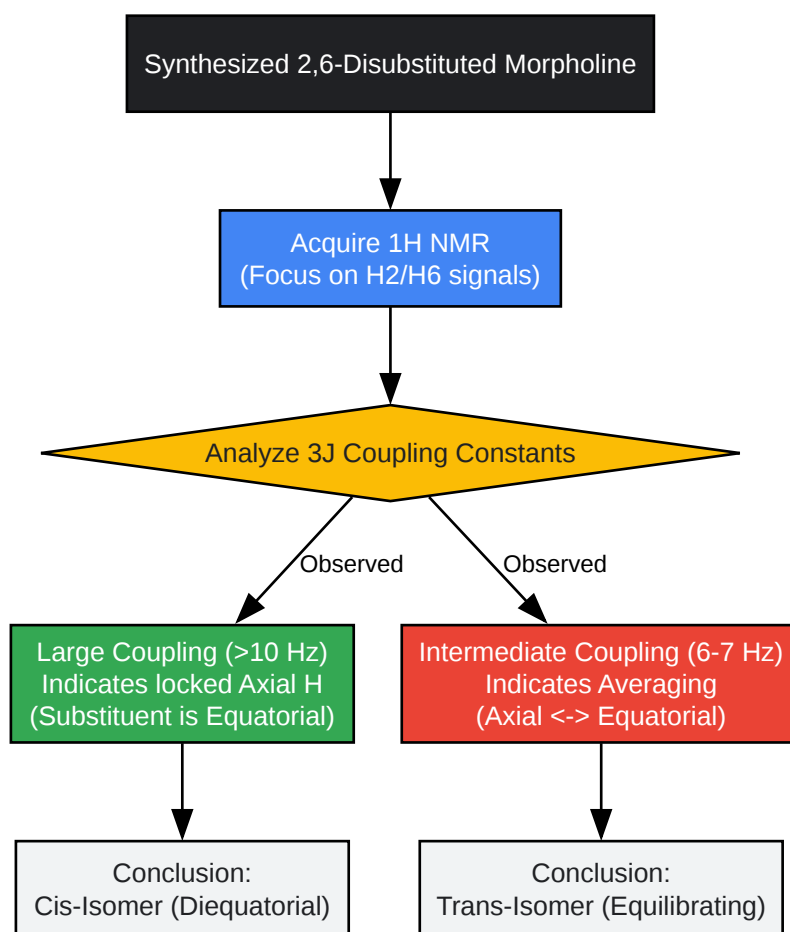 Synthesized 2,6-Disubstituted Morpholine
Acquire 1H NMR
(Focus on H2/H6 signals)
Analyze 3J Coupling Constants
Observed
Observed
Large Coupling (>10 Hz)
Indicates locked Axial H
(Substituent is Equatorial)
Intermediate Coupling (6-7 Hz)
Indicates Averaging
(Axial <-> Equatorial)
Conclusion:
Cis-Isomer (Diequatorial)
Conclusion:
Trans-Isomer (Equilibrating)